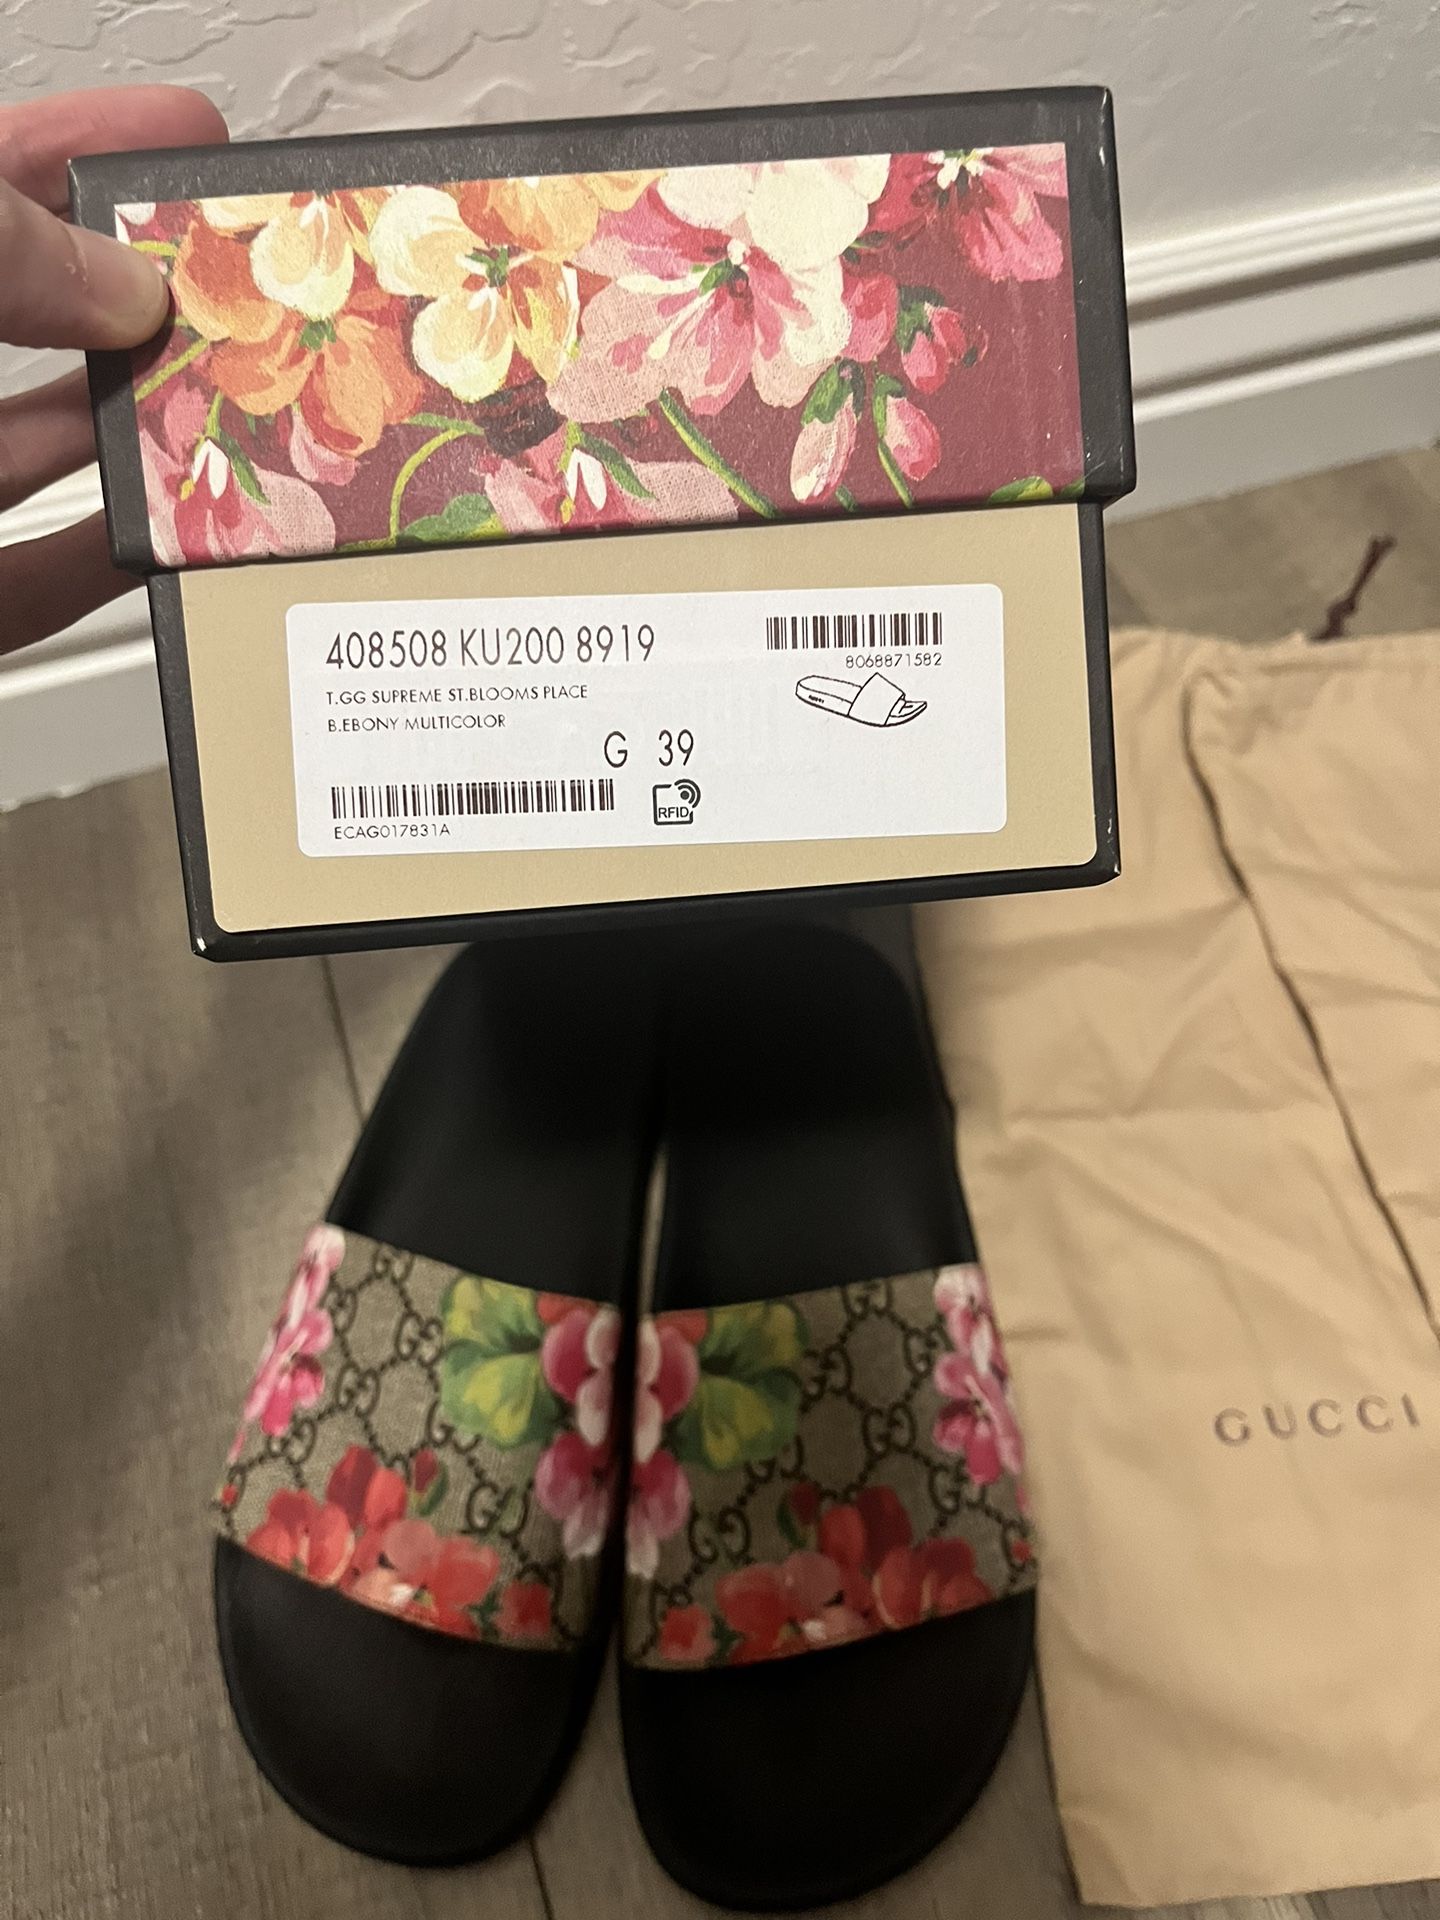 408508 KU200 8919
8068871582
T.GG SUPREME ST.BLOOMS PLACE
B.EBONY MULTICOLOR
G 39
RFID
ECAG017831A
GUCCI